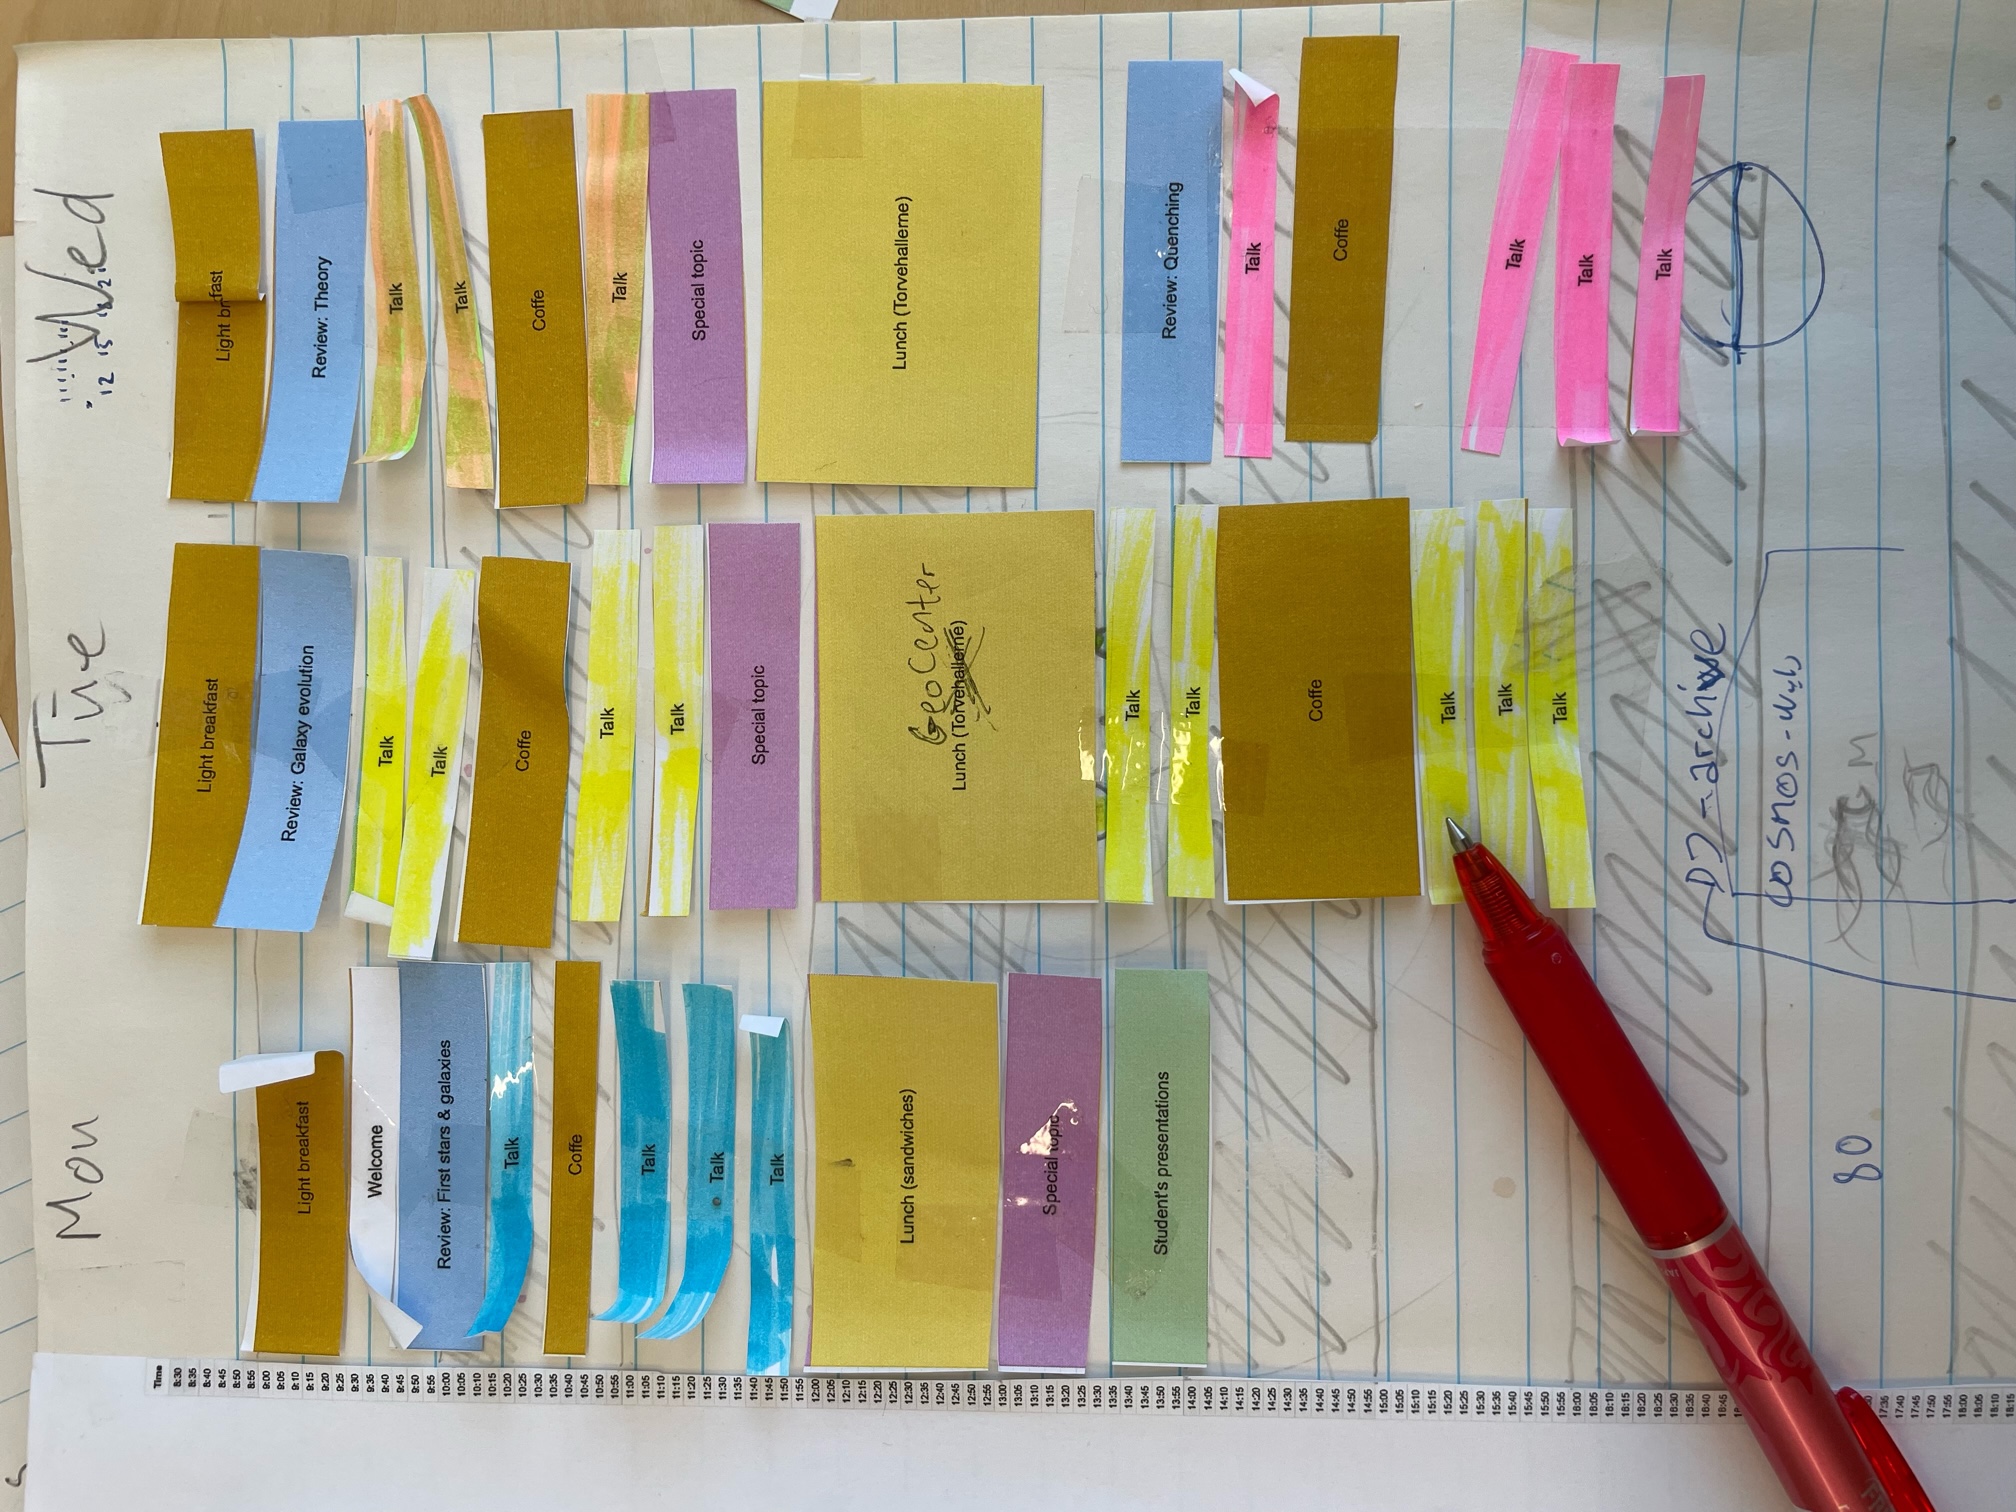 Mon
Tue
Wed
12 15 18 21
Time
8:30
8:35
8:40
8:45
8:50
8:55
9:00
9:05
9:10
9:15
9:20
9:25
9:30
9:35
9:40
9:45
9:50
9:55
10:00
10:05
10:10
10:15
10:20
10:25
10:30
10:35
10:40
10:45
10:50
10:55
11:00
11:05
11:10
11:15
11:20
11:25
11:30
11:35
11:40
11:45
11:50
11:55
12:00
12:05
12:10
12:15
12:20
12:25
12:30
12:35
12:40
12:45
12:50
12:55
13:00
13:05
13:10
13:15
13:20
13:25
13:30
13:35
13:40
13:45
13:50
13:55
14:00
14:05
14:10
14:15
14:20
14:25
14:30
14:35
14:40
14:45
14:50
14:55
15:00
15:05
15:10
15:15
15:20
15:25
15:30
15:35
15:40
15:45
15:50
15:55
16:00
16:05
16:10
16:15
16:20
16:25
16:30
16:35
16:40
16:45
17:35
17:40
17:45
17:50
17:55
18:00
18:05
18:10
18:15
Light breakfast
Welcome
Review: First stars & galaxies
Talk
Coffe
Talk
Talk
Talk
Lunch (sandwiches)
Special topic
Student's presentations
80
Light breakfast
Review: Galaxy evolution
Talk
Talk
Coffe
Talk
Talk
Special topic
GeoCenter
Lunch (Torvehallerne)
Talk
Talk
Coffe
Talk
Talk
Talk
DJ-archive
COSMOS-Web
M
Light br fast
Review: Theory
Talk
Talk
Coffe
Talk
Special topic
Lunch (Torvehallerne)
Review: Quenching
Talk
Coffe
Talk
Talk
Talk